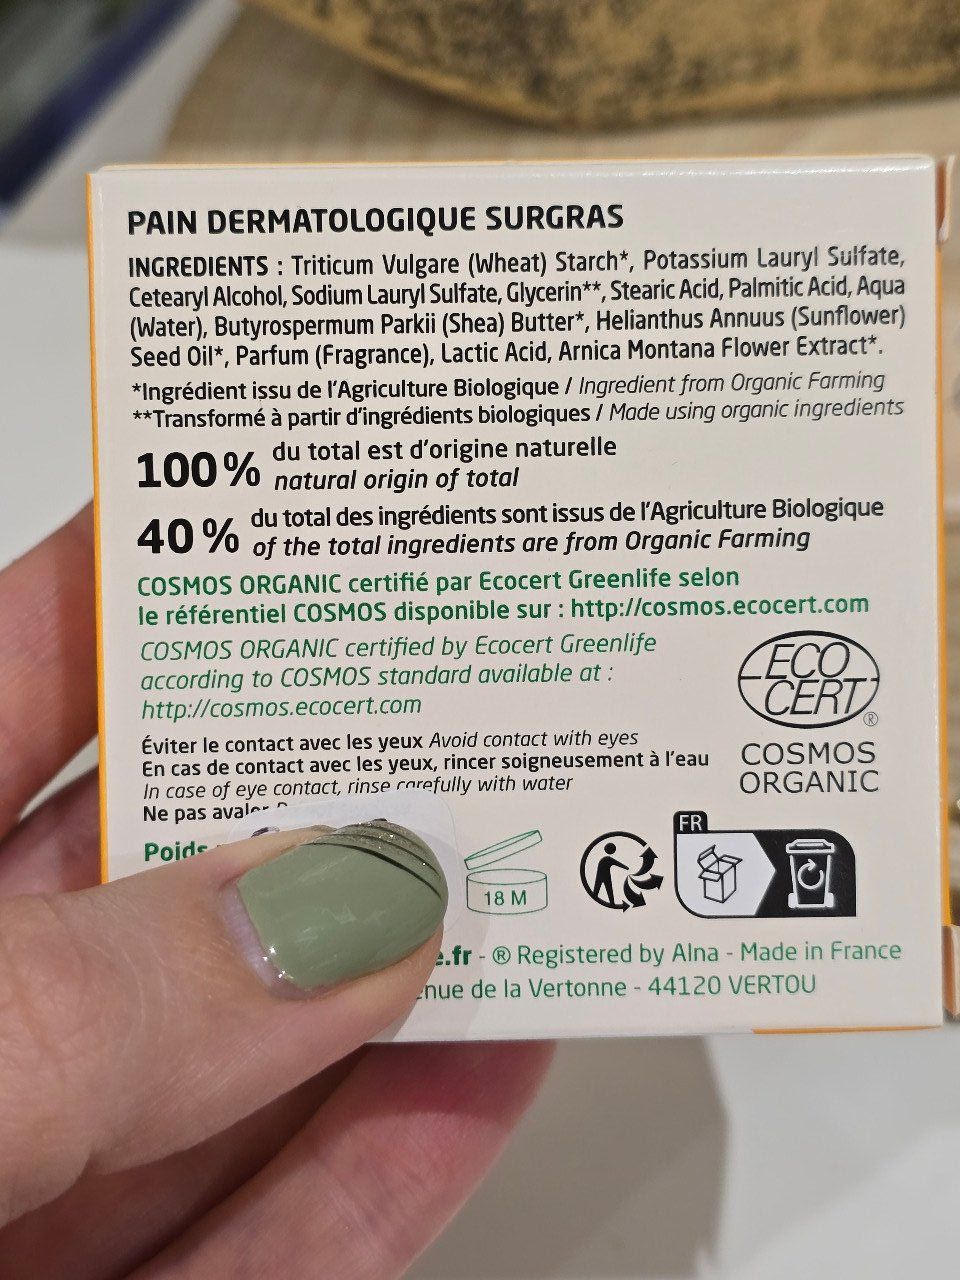 PAIN DERMATOLOGIQUE SURGRAS
INGREDIENTS : Triticum Vulgare (Wheat) Starch*, Potassium Lauryl Sulfate,
Cetearyl Alcohol, Sodium Lauryl Sulfate, Glycerin**, Stearic Acid, Palmitic Acid, Aqua
(Water), Butyrospermum Parkii (Shea) Butter*, Helianthus Annuus (Sunflower)
Seed Oil*, Parfum (Fragrance), Lactic Acid, Arnica Montana Flower Extract*.
*Ingrédient issu de l'Agriculture Biologique / Ingredient from Organic Farming
**Transformé à partir d'ingrédients biologiques / Made using organic ingredients
100% du total est d'origine naturelle
natural origin of total
40% du total des ingrédients sont issus de l'Agriculture Biologique
of the total ingredients are from Organic Farming
COSMOS ORGANIC certifié par Ecocert Greenlife selon
le référentiel COSMOS disponible sur : http://cosmos.ecocert.com
COSMOS ORGANIC certified by Ecocert Greenlife
according to COSMOS standard available at :
http://cosmos.ecocert.com
ECO
CERT®
COSMOS
ORGANIC
Éviter le contact avec les yeux Avoid contact with eyes
En cas de contact avec les yeux, rincer soigneusement à l'eau
In case of eye contact, rinse carefully with water
Ne pas avaler
Poids
18 M
FR
.fr - ® Registered by Alna - Made in France
de la Vertonne - 44120 VERTOU